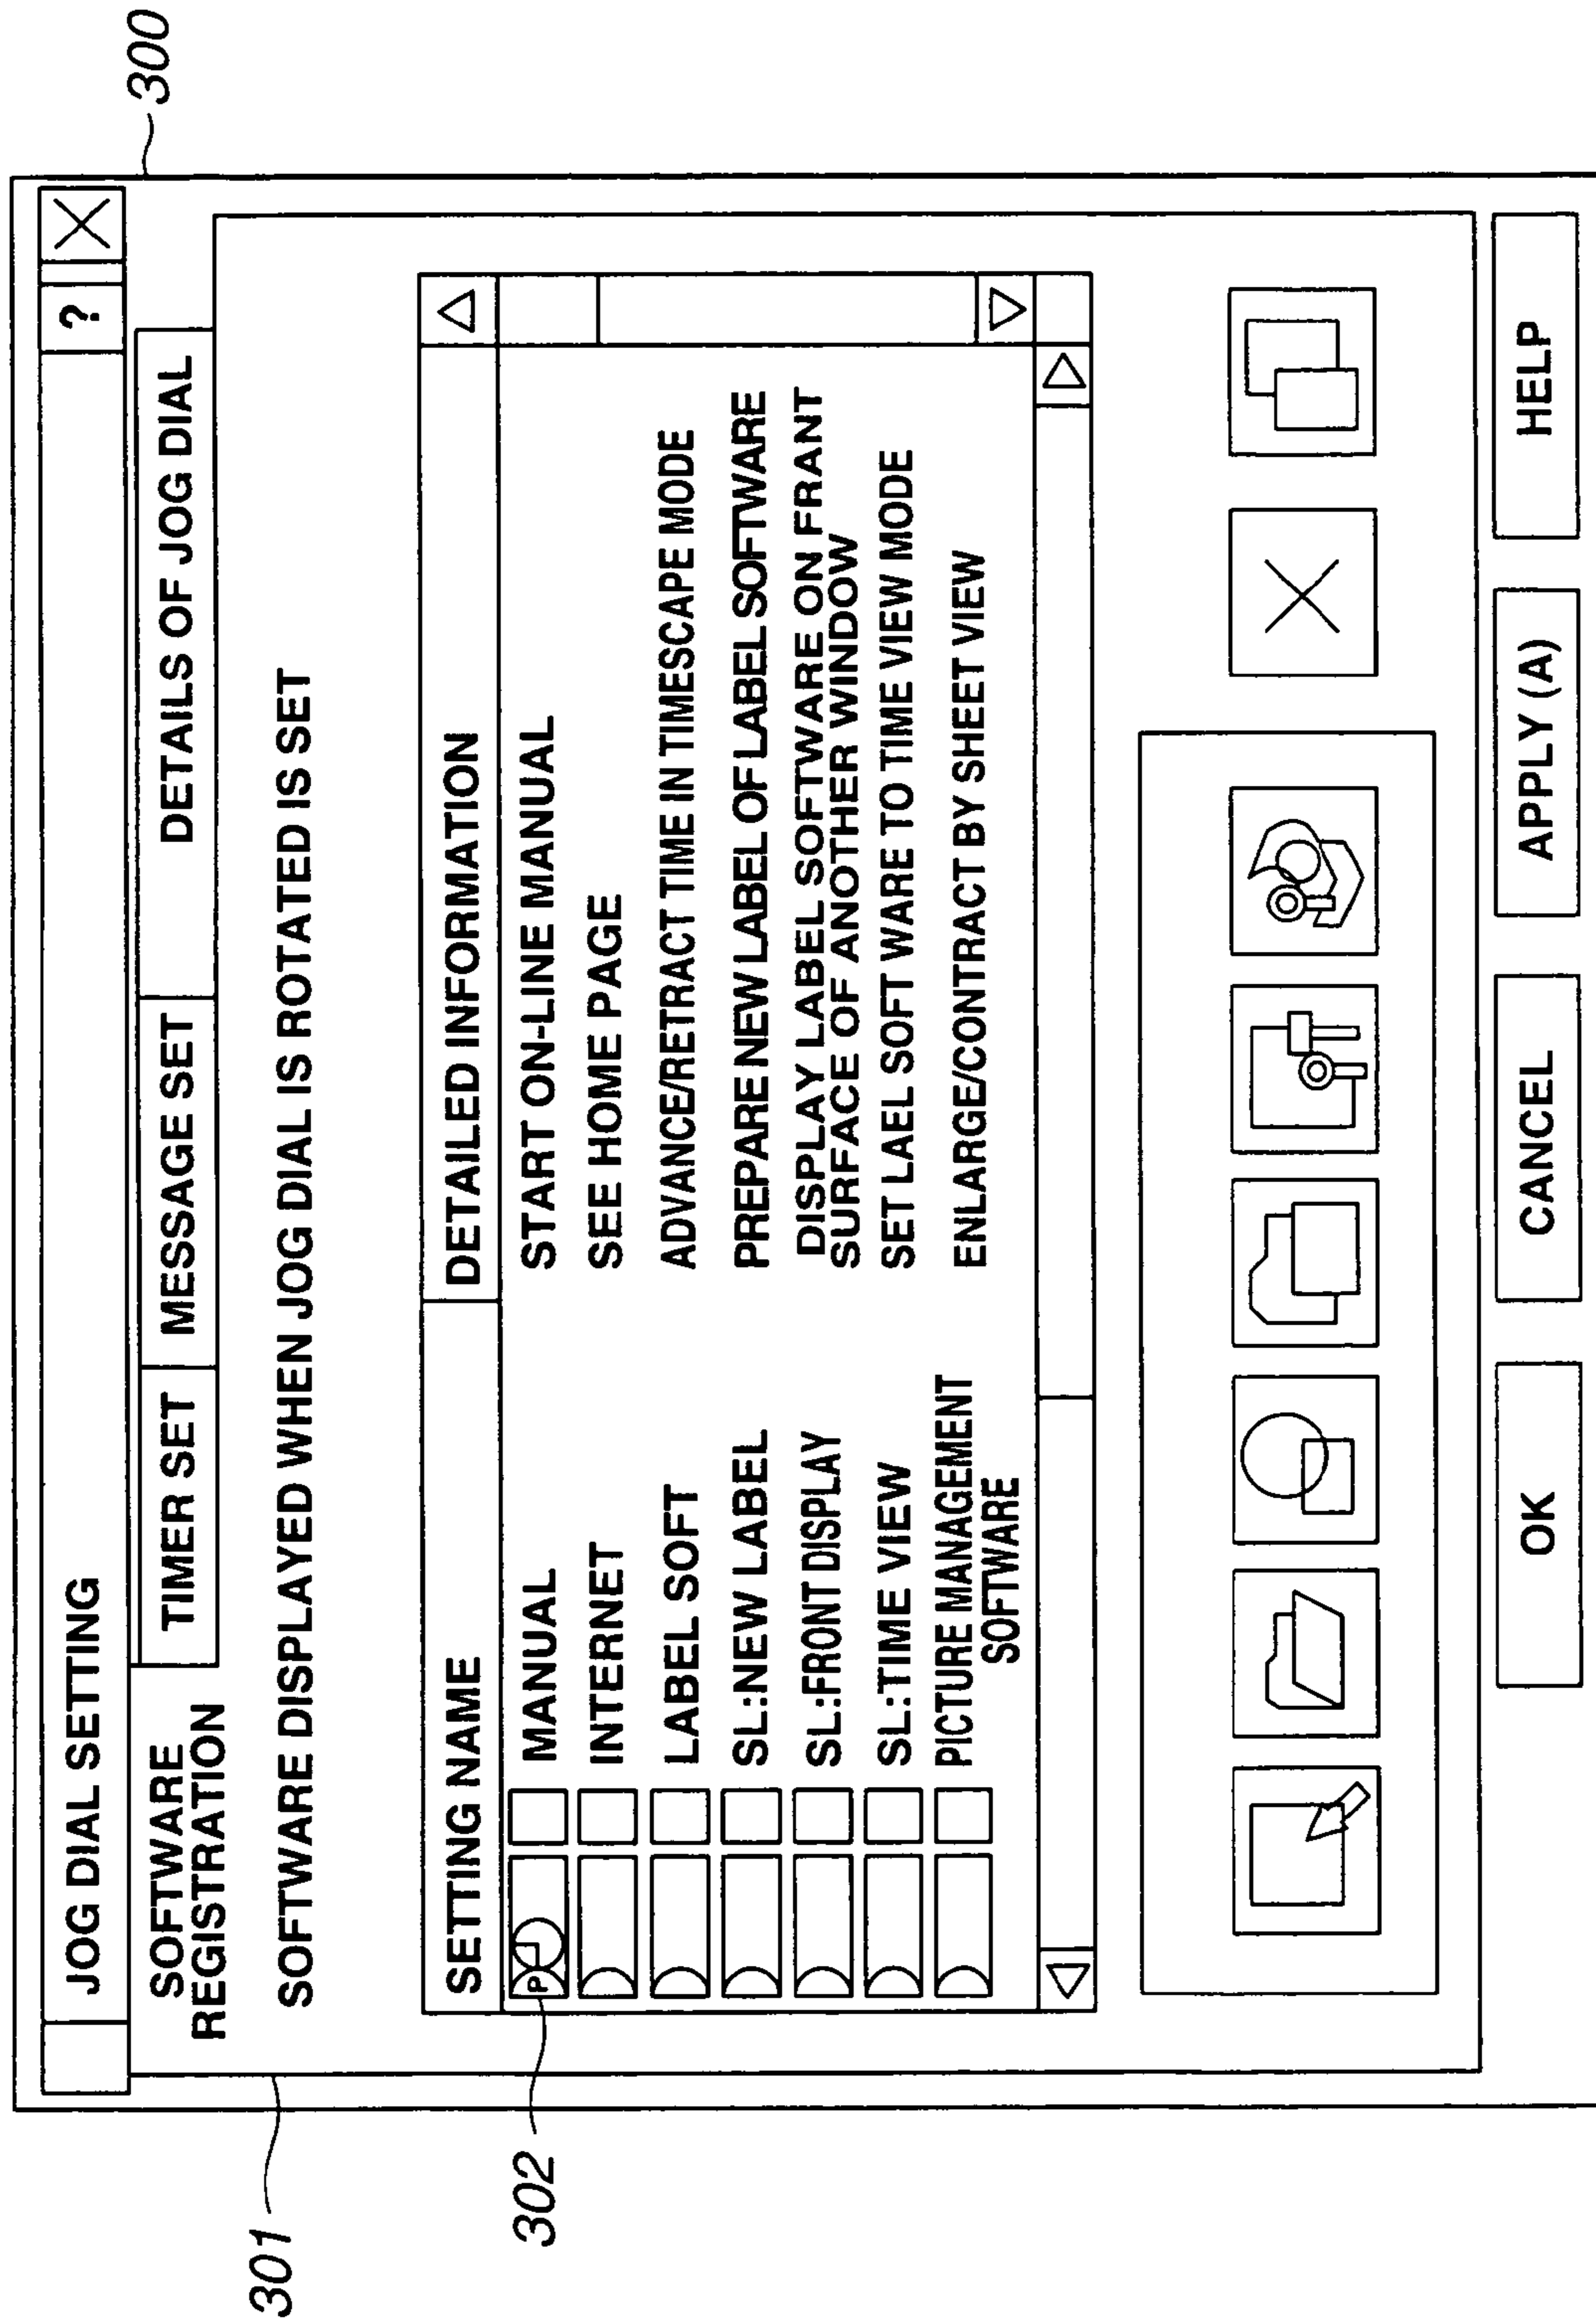 300
JOG DIAL SETTING
?
SOFTWARE
REGISTRATION
TIMER SET
MESSAGE SET
DETAILS OF JOG DIAL
301
SOFTWARE DISPLAYED WHEN JOG DIAL IS ROTATED IS SET
SETTING NAME
DETAILED INFORMATION
302
P
MANUAL
START ON-LINE MANUAL
INTERNET
SEE HOME PAGE
LABEL SOFT
ADVANCE/RETRACT TIME IN TIMESCAPE MODE
SL:NEW LABEL
PREPARE NEW LABEL OF LABEL SOFTWARE
SL:FRONT DISPLAY
DISPLAY LABEL SOFTWARE ON FRANT
SURFACE OF ANOTHER WINDOW
SL:TIME VIEW
SET LAEL SOFT WARE TO TIME VIEW MODE
PICTURE MANAGEMENT
SOFTWARE
ENLARGE/CONTRACT BY SHEET VIEW
OK
CANCEL
APPLY (A)
HELP